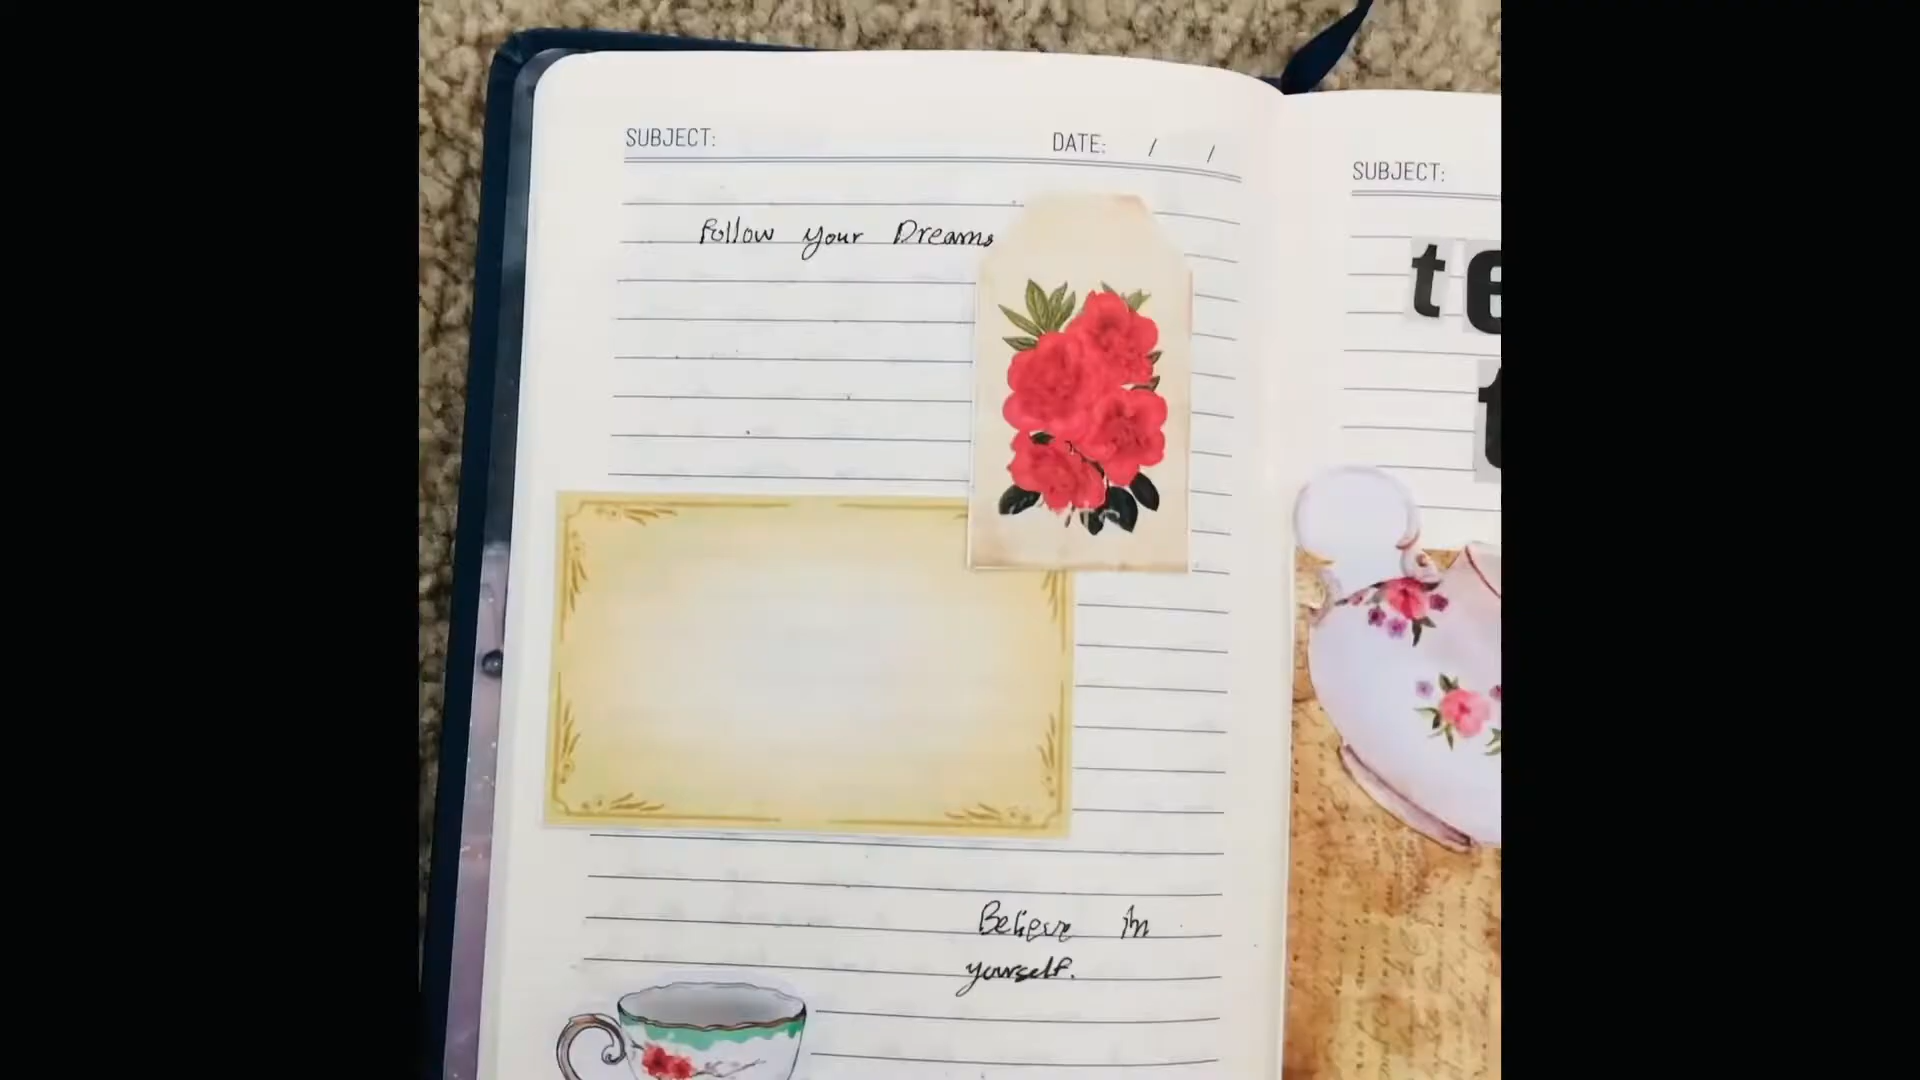 SUBJECT:
DATE: / /
Follow your Dreams
Believe in
yourself.
SUBJECT:
te
t